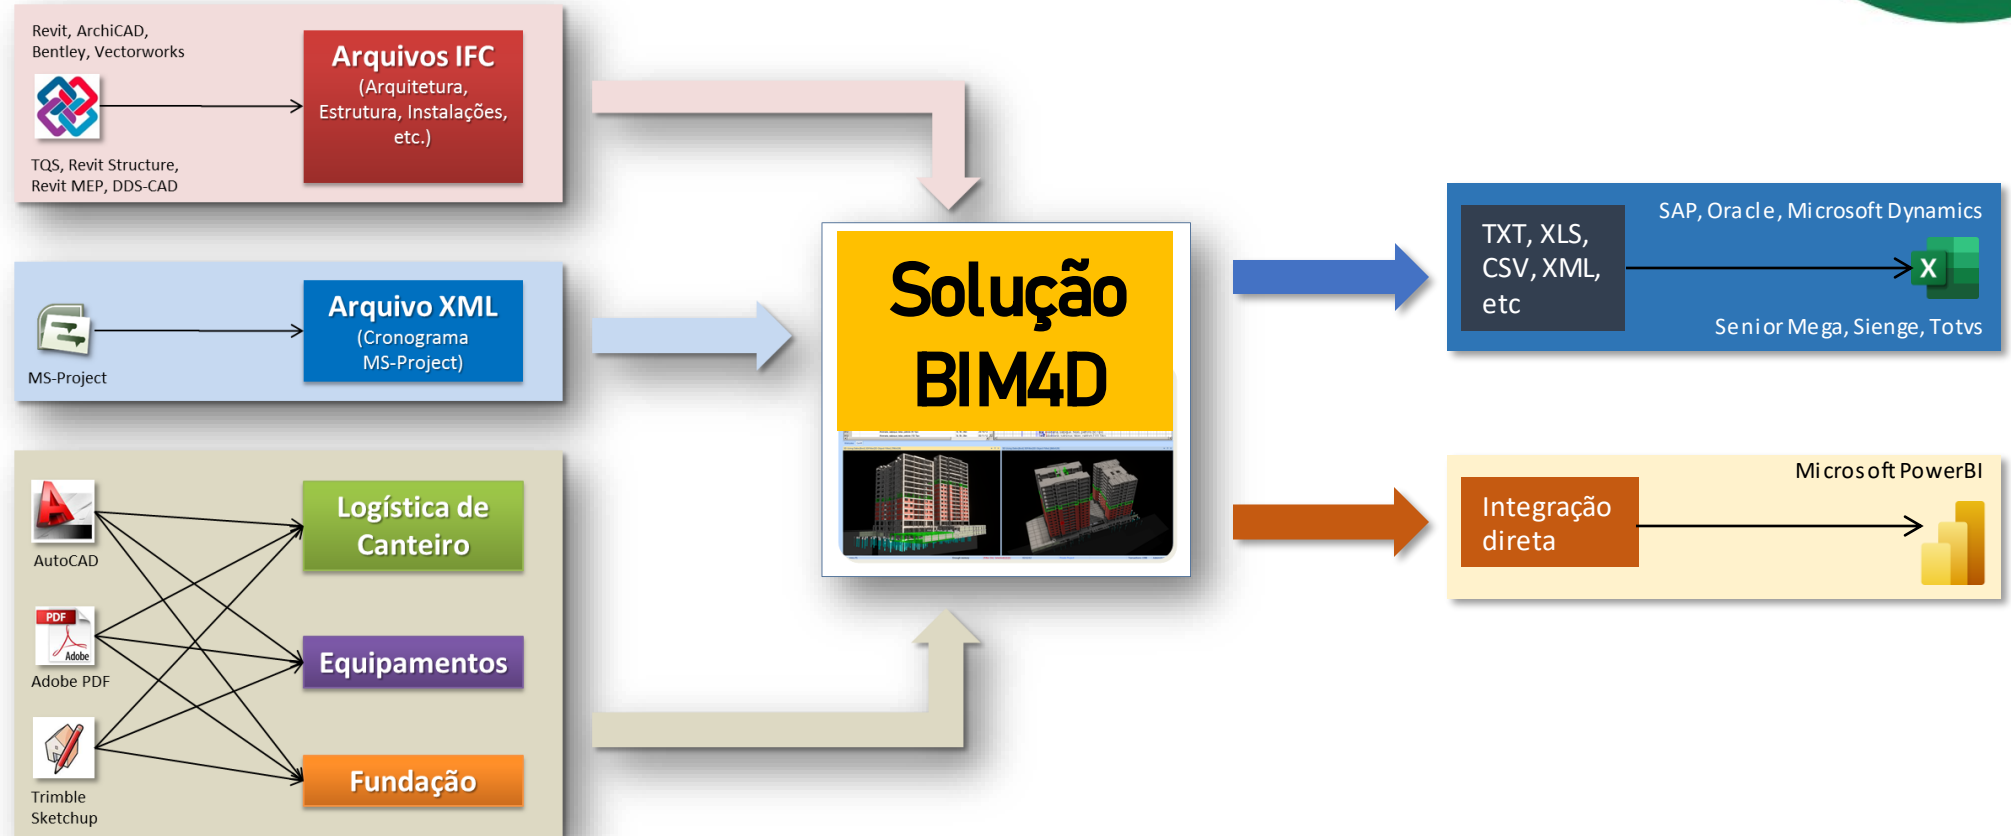 Revit, ArchiCAD,
Bentley, Vectorworks
TQS, Revit Structure,
Revit MEP, DDS-CAD
Arquivos IFC
(Arquitetura,
Estrutura, Instalações,
etc.)
MS-Project
Arquivo XML
(Cronograma
MS-Project)
AutoCAD
PDF
Adobe
Adobe PDF
Trimble
Sketchup
Logística de
Canteiro
Equipamentos
Fundação
Solução
BIM4D
TXT, XLS,
CSV, XML,
etc
SAP, Oracle, Microsoft Dynamics
X
Senior Mega, Sienge, Totvs
Integração
direta
Microsoft PowerBI